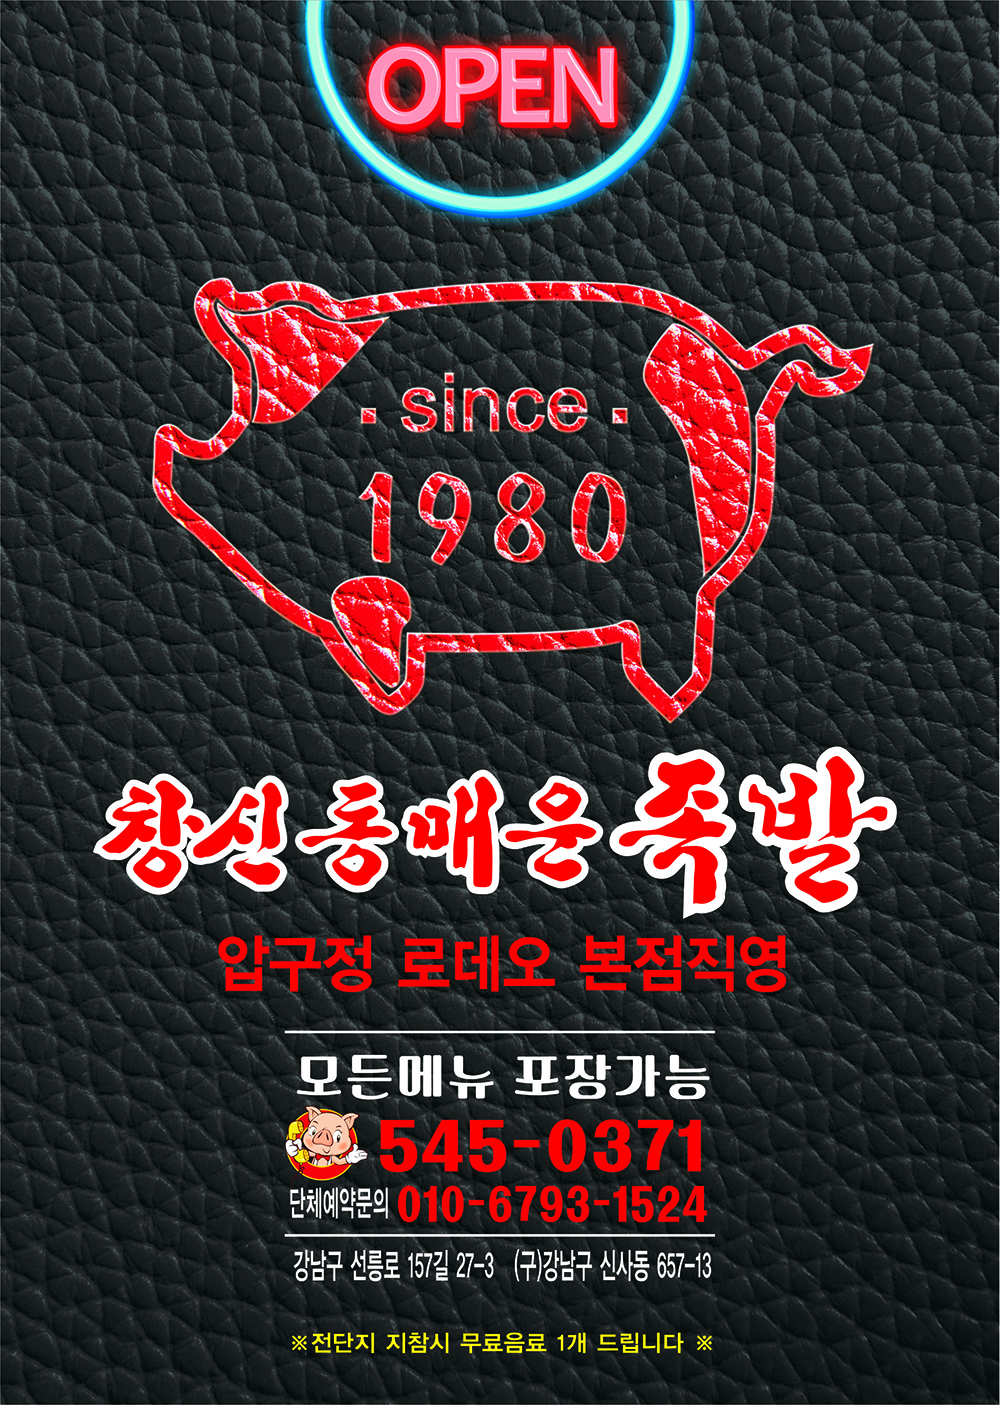 OPEN
· since ·
1980
창신동매운족발
압구정 로데오 본점직영
모든메뉴 포장가능
545-0371
단체예약문의 010-6793-1524
강남구 선릉로 157길 27-3 (구)강남구 신사동 657-13
※전단지 지참시 무료음료 1개 드립니다 ※